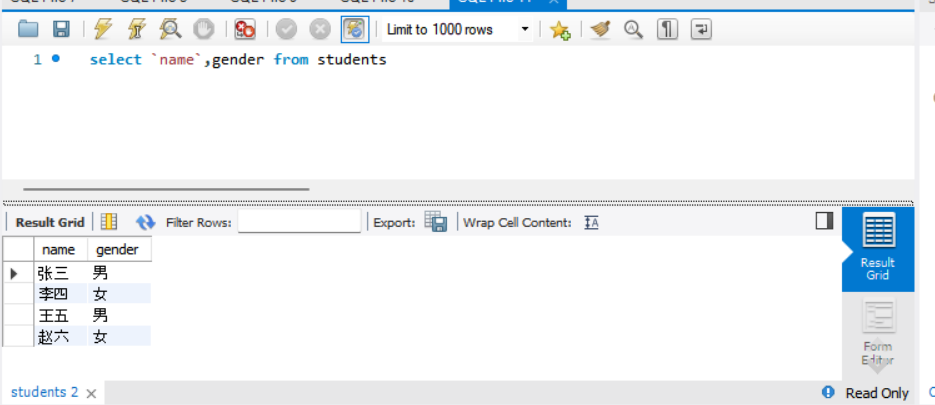 Limit to 1000 rows
1 select `name`,gender from students
Result Grid Filter Rows: Export: Wrap Cell Content: IA
name gender
张三 男
李四 女
王五 男
赵六 女
Result
Grid
Form
Editor
students 2
Read Only